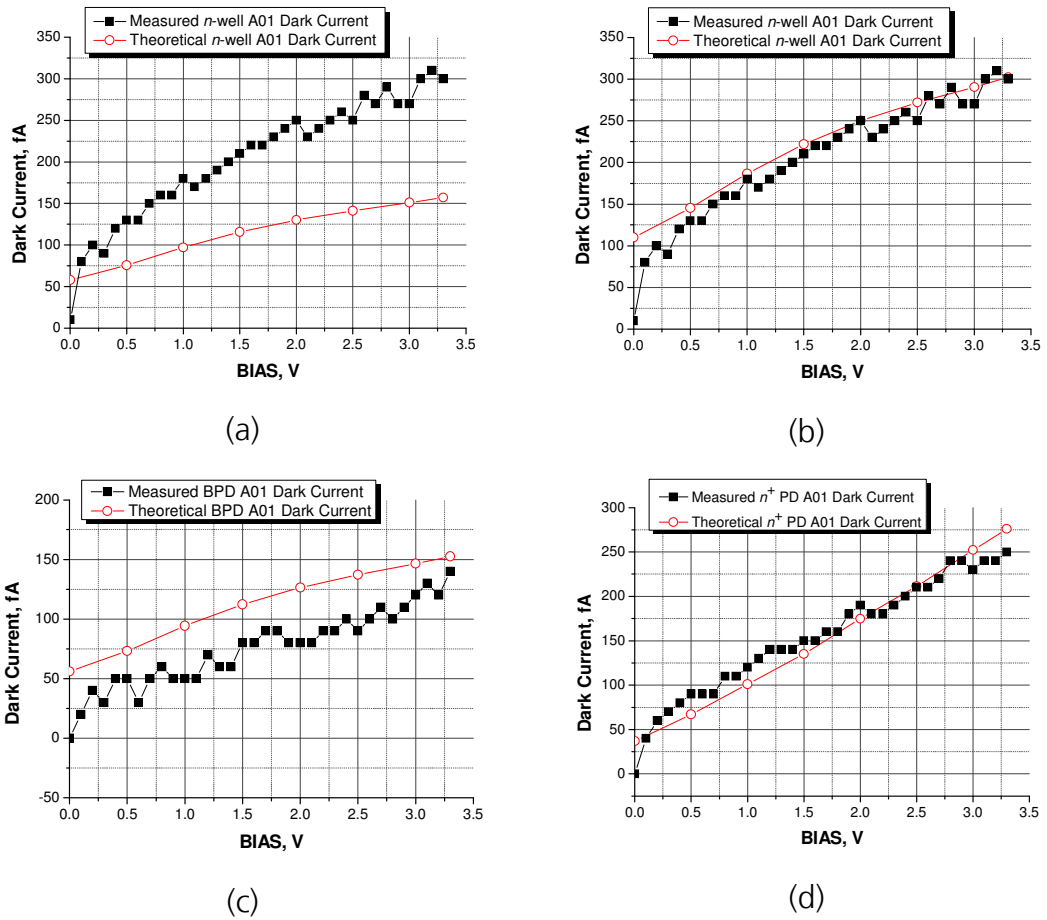 Measured n-well A01 Dark Current
Theoretical n-well A01 Dark Current
350
300
250
200
150
100
50
0
Dark Current, fA
0.0 0.5 1.0 1.5 2.0 2.5 3.0 3.5
BIAS, V
(a)
Measured n-well A01 Dark Current
Theoretical n-well A01 Dark Current
350
300
250
200
150
100
50
0
Dark Current, fA
0.0 0.5 1.0 1.5 2.0 2.5 3.0 3.5
BIAS, V
(b)
Measured BPD A01 Dark Current
Theoretical BPD A01 Dark Current
200
150
100
50
0
-50
Dark Current, fA
0.0 0.5 1.0 1.5 2.0 2.5 3.0 3.5
BIAS, V
(c)
Measured n⁺ PD A01 Dark Current
Theoretical n⁺ PD A01 Dark Current
300
250
200
150
100
50
0
Dark Current, fA
0.0 0.5 1.0 1.5 2.0 2.5 3.0 3.5
BIAS, V
(d)